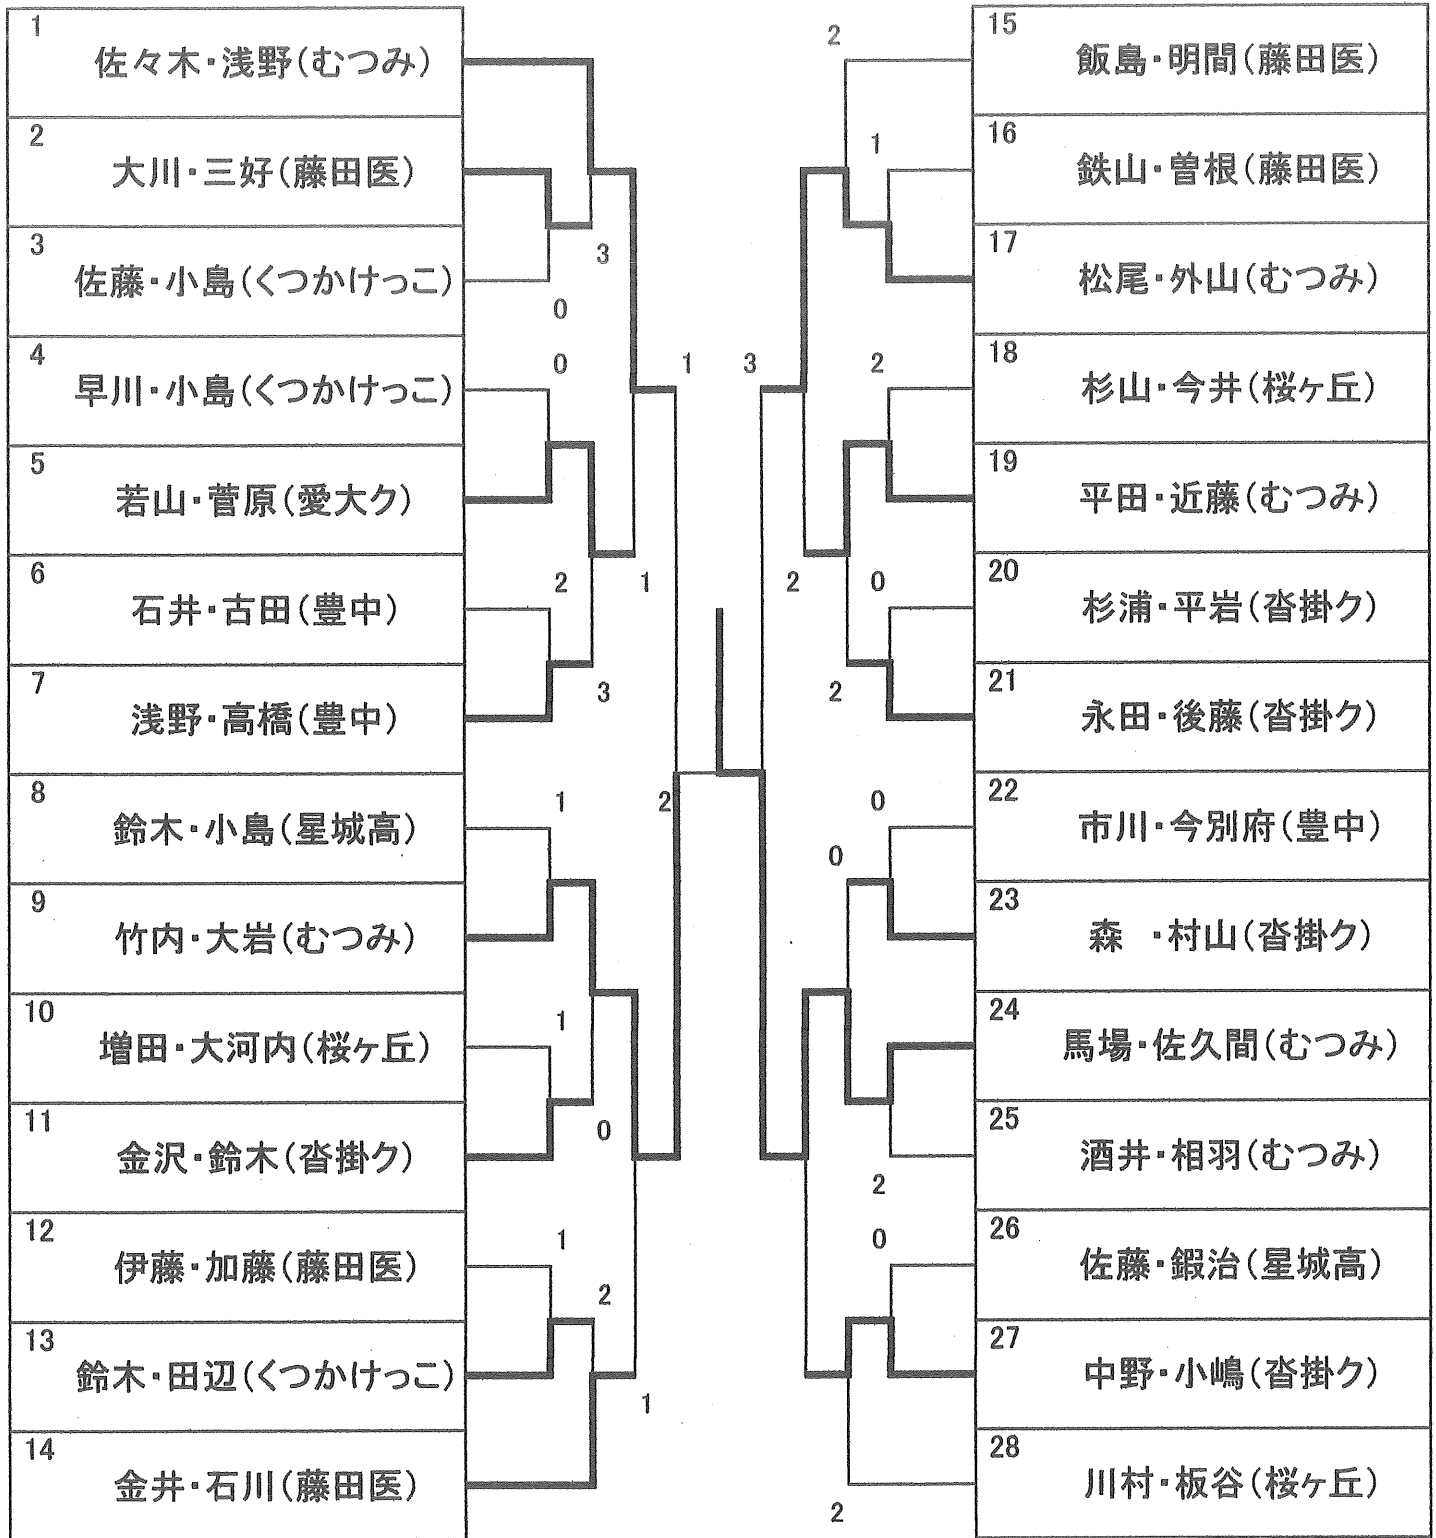 1
佐々木・浅野(むつみ)
2
大川・三好(藤田医)
3
佐藤・小島(くつかけっこ)
4
早川・小島(くつかけっこ)
5
若山・菅原(愛大ク)
6
石井・古田(豊中)
7
浅野・高橋(豊中)
8
鈴木・小島(星城高)
9
竹内・大岩(むつみ)
10
増田・大河内(桜ヶ丘)
11
金沢・鈴木(沓掛ク)
12
伊藤・加藤(藤田医)
13
鈴木・田辺(くつかけっこ)
14
金井・石川(藤田医)
3
0
0
1
2
1
3
1
2
1
0
1
2
1
2
1
3
2
2
0
2
0
0
2
0
2
15
飯島・明間(藤田医)
16
鉄山・曽根(藤田医)
17
松尾・外山(むつみ)
18
杉山・今井(桜ヶ丘)
19
平田・近藤(むつみ)
20
杉浦・平岩(沓掛ク)
21
永田・後藤(沓掛ク)
22
市川・今別府(豊中)
23
森　・村山(沓掛ク)
24
馬場・佐久間(むつみ)
25
酒井・相羽(むつみ)
26
佐藤・鍜治(星城高)
27
中野・小嶋(沓掛ク)
28
川村・板谷(桜ヶ丘)